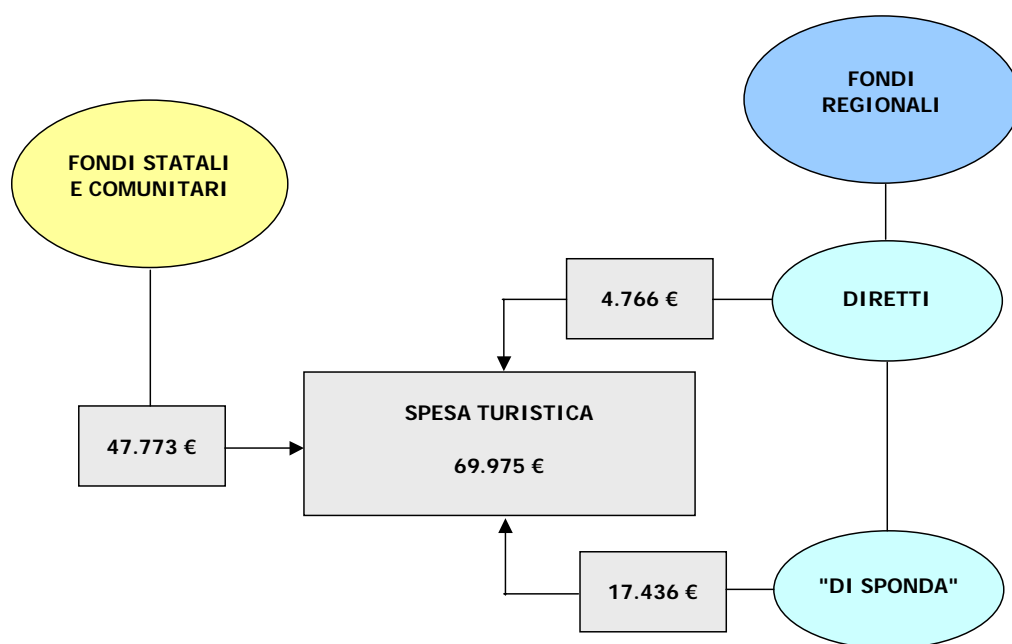 FONDI
REGIONALI
FONDI STATALI
E COMUNITARI
4.766 €
DIRETTI
SPESA TURISTICA
69.975 €
47.773 €
17.436 €
"DI SPONDA"